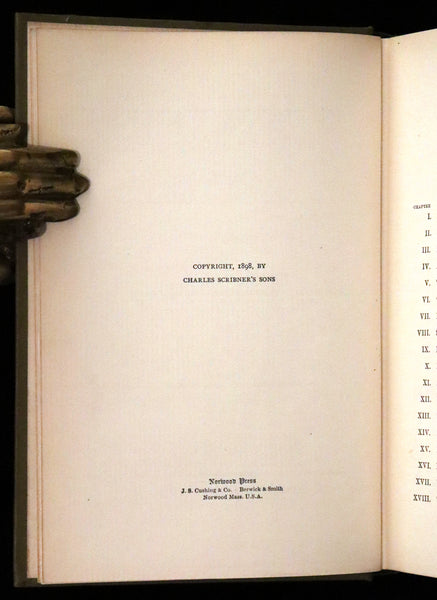 COPYRIGHT, 1898, BY
CHARLES SCRIBNER'S SONS
Norwood Press
J. S. Cushing & Co. Berwick & Smith
Norwood Mass. U.S.A.
CHAPTER
I.
II.
III.
IV.
V.
VI.
VII.
VIII.
IX.
X.
XI.
XII.
XIII.
XIV.
XV.
XVI.
XVII.
XVIII.